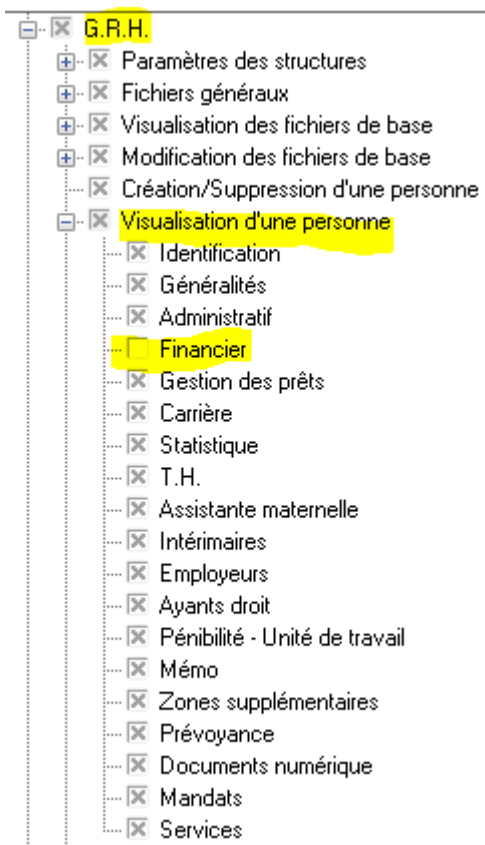 G.R.H.
Paramètres des structures
Fichiers généraux
Visualisation des fichiers de base
Modification des fichiers de base
Création/Suppression d'une personne
Visualisation d'une personne
Identification
Généralités
Administratif
Financier
Gestion des prêts
Carrière
Statistique
T.H.
Assistante maternelle
Intérimaires
Employeurs
Ayants droit
Pénibilité - Unité de travail
Mémo
Zones supplémentaires
Prévoyance
Documents numérique
Mandats
Services